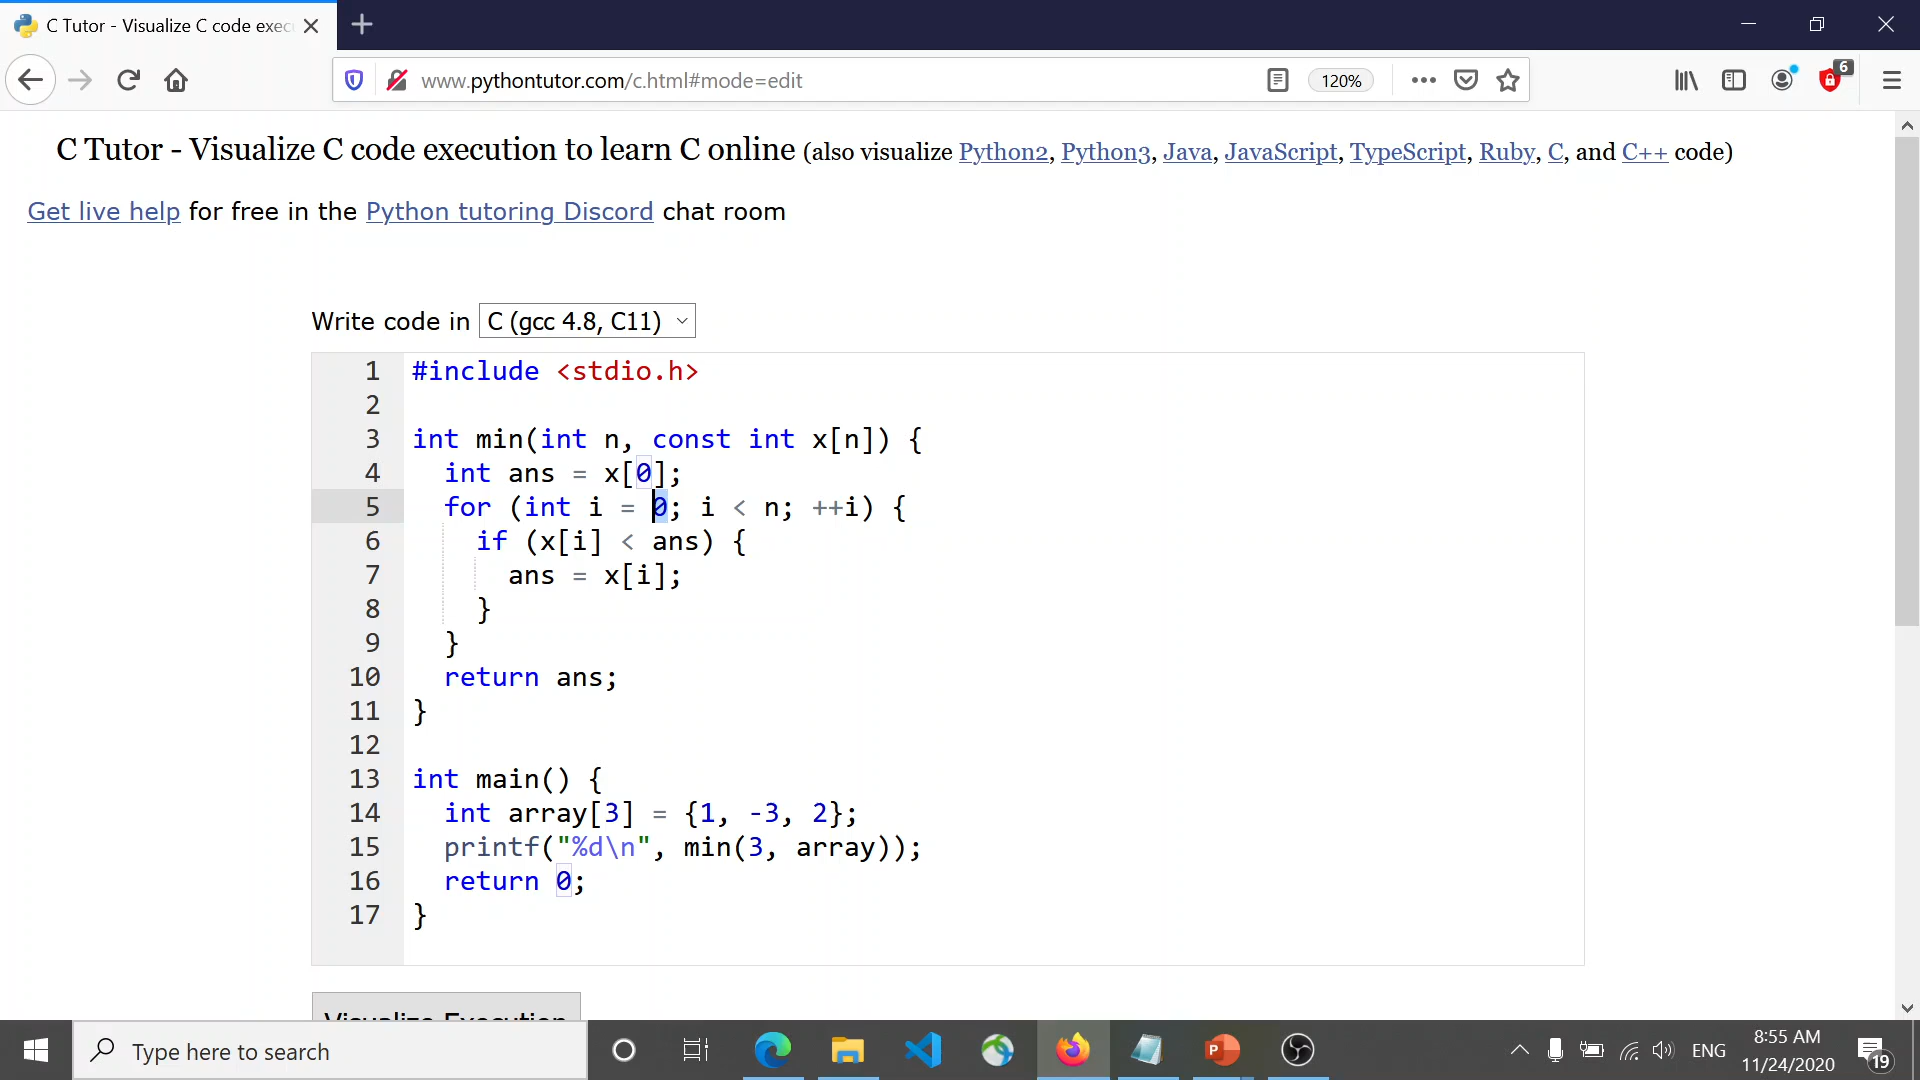 C Tutor - Visualize C code exec
www.pythontutor.com/c.html#mode=edit
120%
6
C Tutor - Visualize C code execution to learn C online (also visualize Python2, Python3, Java, JavaScript, TypeScript, Ruby, C, and C++ code)
Get live help for free in the Python tutoring Discord chat room
Write code in C (gcc 4.8, C11)
1 #include <stdio.h>
2
3 int min(int n, const int x[n]) {
4   int ans = x[0];
5   for (int i = 0; i < n; ++i) {
6     if (x[i] < ans) {
7       ans = x[i];
8     }
9   }
10   return ans;
11 }
12
13 int main() {
14   int array[3] = {1, -3, 2};
15   printf("%d\n", min(3, array));
16   return 0;
17 }
Visualize Execution
Type here to search
P
ENG
8:55 AM
11/24/2020
19